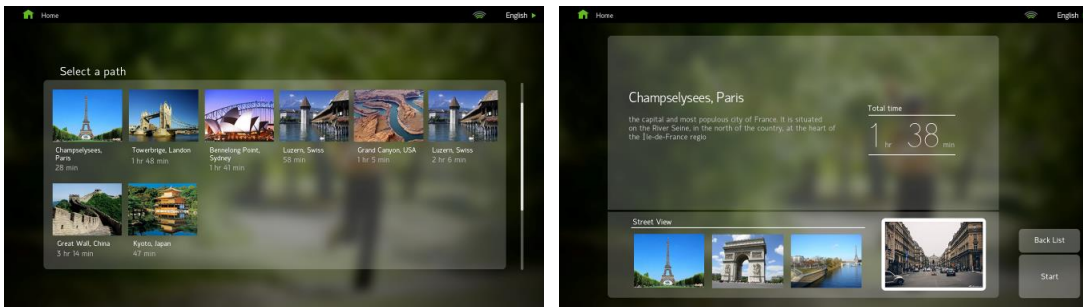 Home
English
Select a path
Champselysees,
Paris
28 min
Towerbrige, Landon
1 hr 48 min
Bennelong Point,
Sydney
1 hr 41 min
Luzern, Swiss
58 min
Grand Canyon, USA
1 hr 5 min
Luzern, Swiss
2 hr 6 min
Great Wall, China
3 hr 14 min
Kyoto, Japan
47 min
Home
English
Champselysees, Paris
the capital and most populous city of France. It is situated
on the River Seine, in the north of the country, at the heart of
the Île-de-France regio
Total time
1 hr 38 min
Street View
Back List
Start